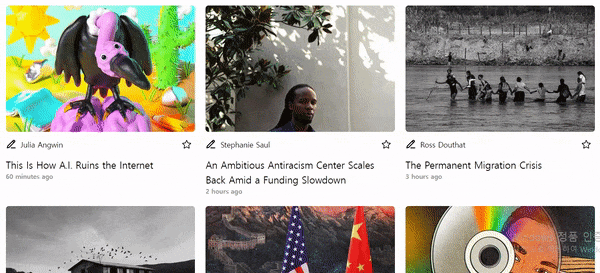 Julia Angwin
This Is How A.I. Ruins the Internet
60 minutes ago
Stephanie Saul
An Ambitious Antiracism Center Scales
Back Amid a Funding Slowdown
2 hours ago
Ross Douthat
The Permanent Migration Crisis
3 hours ago
정품 인증